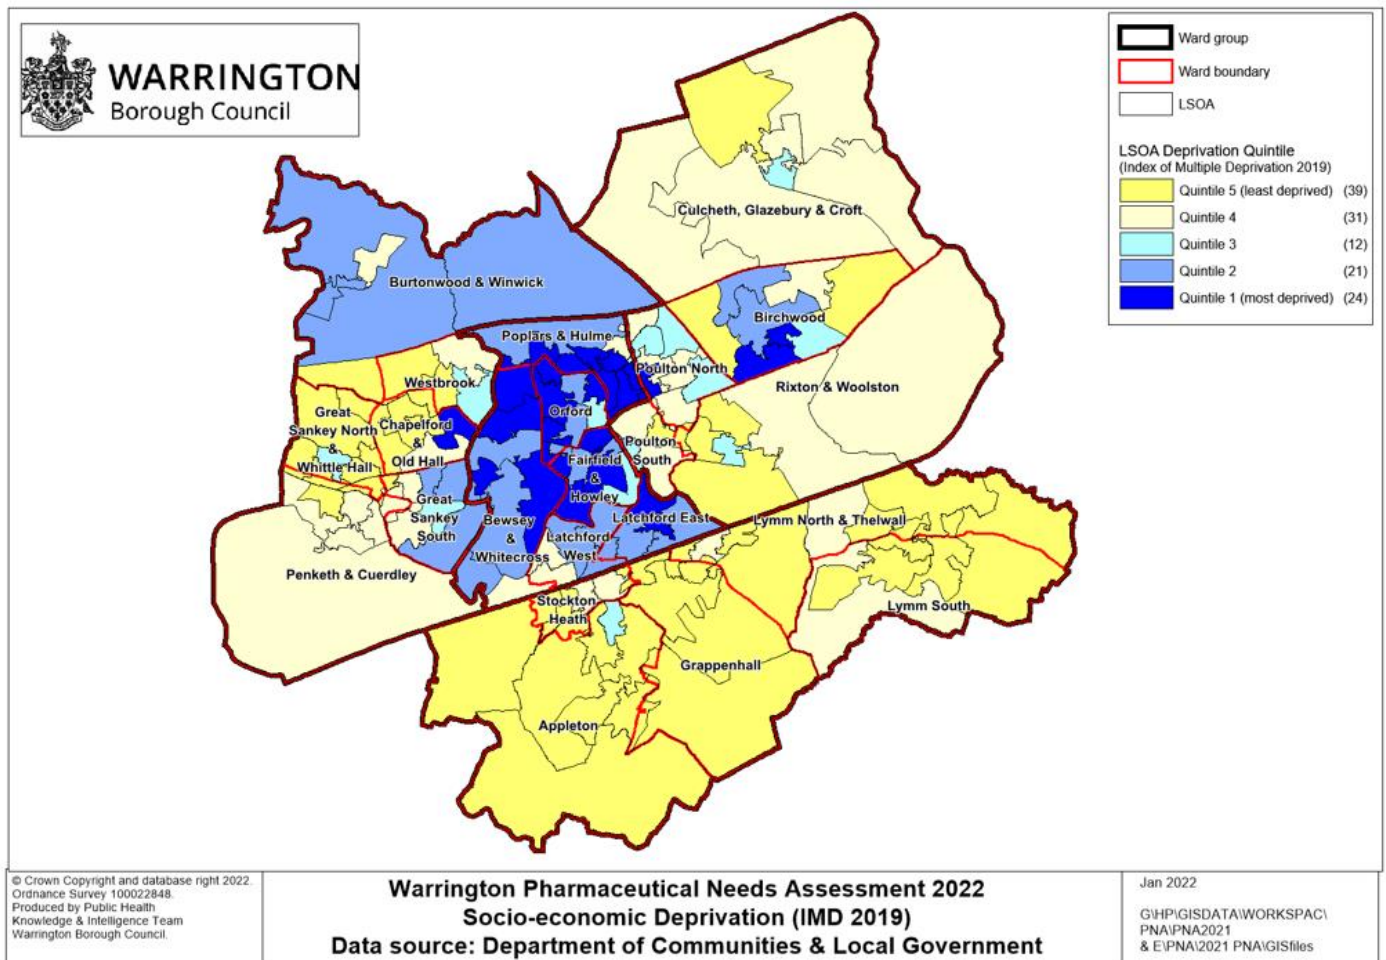 WARRINGTON
Borough Council
Ward group
Ward boundary
LSOA
LSOA Deprivation Quintile
(Index of Multiple Deprivation 2019)
Quintile 5 (least deprived) (39)
Quintile 4 (31)
Quintile 3 (12)
Quintile 2 (21)
Quintile 1 (most deprived) (24)
Culcheth, Glazebury & Croft
Burtonwood & Winwick
Birchwood
Poplars & Hulme
Poulton North
Westbrook
Rixton & Woolston
Great
Sankey North
&
Whittle Hall
Chapelford
&
Old Hall
Orford
Poulton
South
Fairfield
&
Howley
Great
Sankey
South
Bewsey
&
Whitecross
Latchford East
Latchford
West
Lymm North & Thelwall
Penketh & Cuerdley
Stockton
Heath
Lymm South
Grappenhall
Appleton
© Crown Copyright and database right 2022.
Ordnance Survey 100022848.
Produced by Public Health
Knowledge & Intelligence Team
Warrington Borough Council.
Warrington Pharmaceutical Needs Assessment 2022
Socio-economic Deprivation (IMD 2019)
Data source: Department of Communities & Local Government
Jan 2022
G\HP\GISDATA\WORKSPAC\
PNA\PNA2021
& E\PNA\2021 PNA\GISfiles